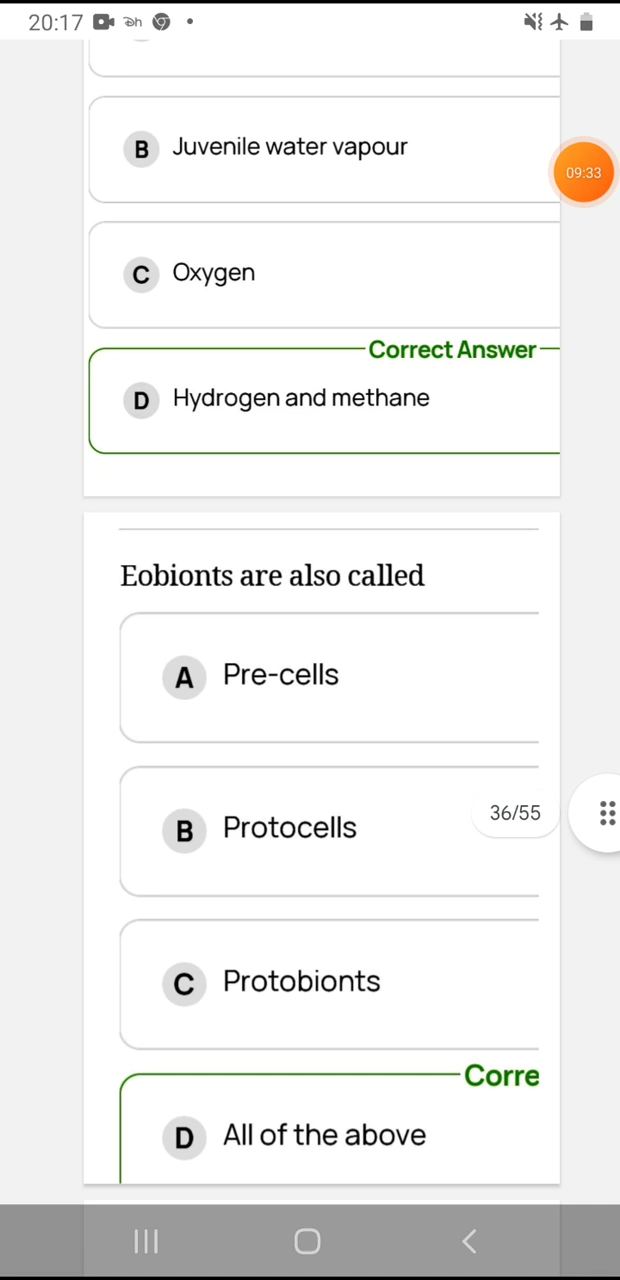 20:17
B Juvenile water vapour
09:33
C Oxygen
Correct Answer
D Hydrogen and methane
Eobionts are also called
A Pre-cells
B Protocells
36/55
C Protobionts
Corre
D All of the above